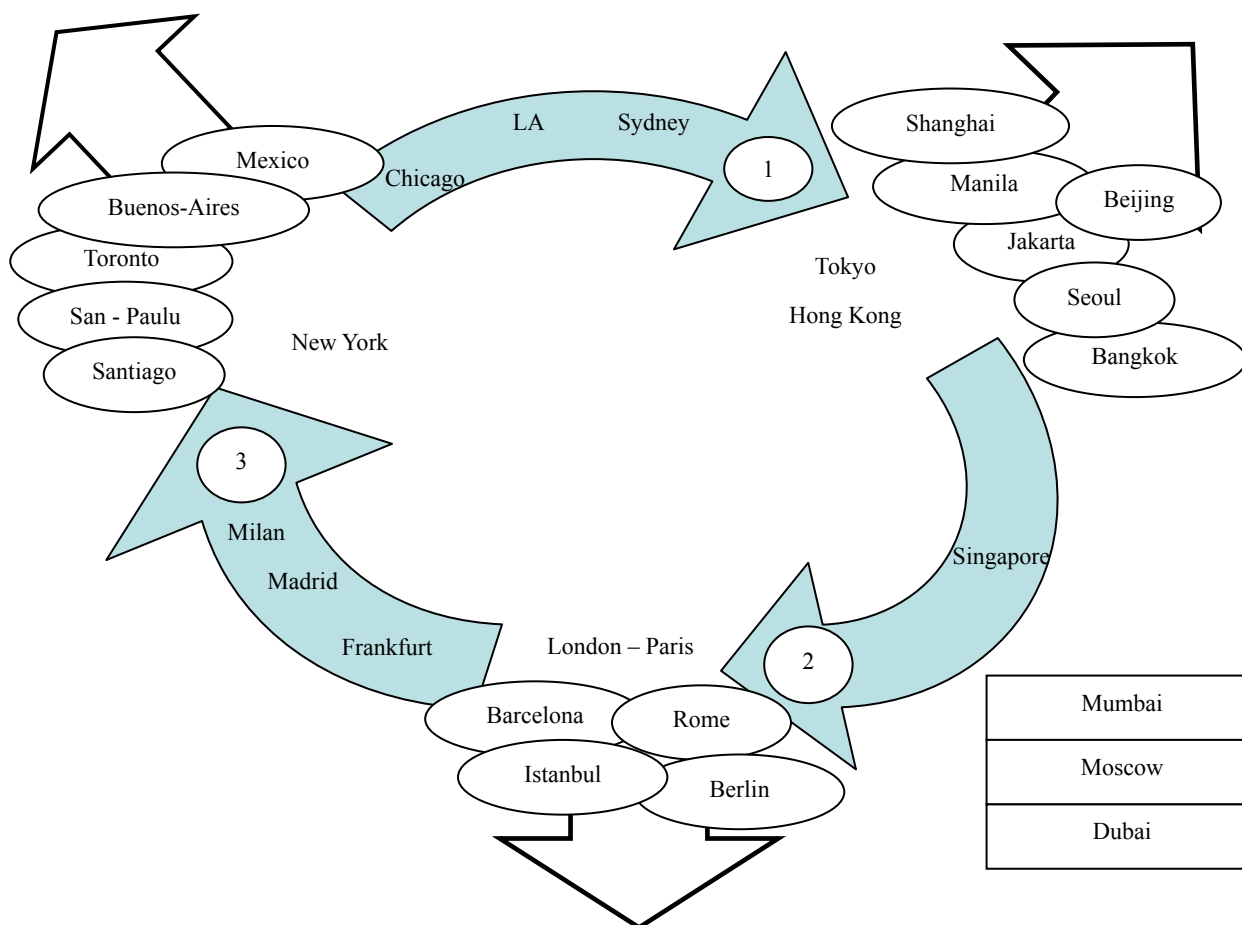 LA
Sydney
Shanghai
Mexico
1
Chicago
Manila
Beijing
Buenos-Aires
Toronto
Jakarta
Tokyo
San - Paulu
Seoul
Hong Kong
New York
Santiago
Bangkok
3
Milan
Singapore
Madrid
Frankfurt
London – Paris
2
Barcelona
Rome
Mumbai
Istanbul
Berlin
Moscow
Dubai